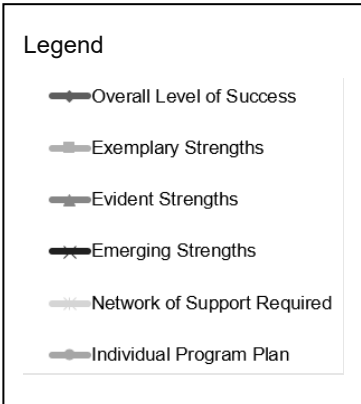 Legend
Overall Level of Success
Exemplary Strengths
Evident Strengths
Emerging Strengths
Network of Support Required
Individual Program Plan